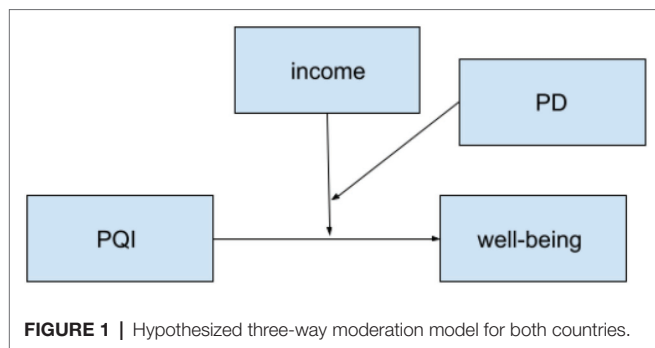 income
PD
PQI
well-being
FIGURE 1 | Hypothesized three-way moderation model for both countries.